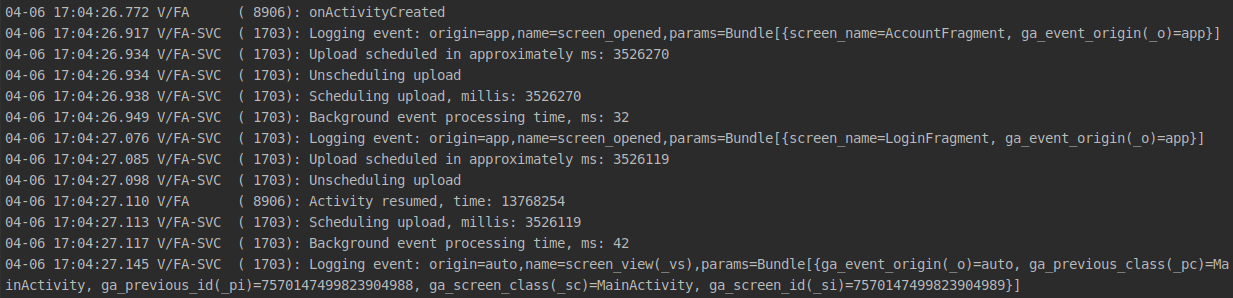 04-06 17:04:26.772 V/FA     ( 8906): onActivityCreated
04-06 17:04:26.917 V/FA-SVC  ( 1703): Logging event: origin=app,name=screen_opened,params=Bundle[{screen_name=AccountFragment, ga_event_origin(_o)=app}]
04-06 17:04:26.934 V/FA-SVC  ( 1703): Upload scheduled in approximately ms: 3526270
04-06 17:04:26.934 V/FA-SVC  ( 1703): Unscheduling upload
04-06 17:04:26.938 V/FA-SVC  ( 1703): Scheduling upload, millis: 3526270
04-06 17:04:26.949 V/FA-SVC  ( 1703): Background event processing time, ms: 32
04-06 17:04:27.076 V/FA-SVC  ( 1703): Logging event: origin=app,name=screen_opened,params=Bundle[{screen_name=LoginFragment, ga_event_origin(_o)=app}]
04-06 17:04:27.085 V/FA-SVC  ( 1703): Upload scheduled in approximately ms: 3526119
04-06 17:04:27.098 V/FA-SVC  ( 1703): Unscheduling upload
04-06 17:04:27.110 V/FA      ( 8906): Activity resumed, time: 13768254
04-06 17:04:27.113 V/FA-SVC  ( 1703): Scheduling upload, millis: 3526119
04-06 17:04:27.117 V/FA-SVC  ( 1703): Background event processing time, ms: 42
04-06 17:04:27.145 V/FA-SVC  ( 1703): Logging event: origin=auto,name=screen_view(_vs),params=Bundle[{ga_event_origin(_o)=auto, ga_previous_class(_pc)=Ma
inActivity, ga_previous_id(_pi)=7570147499823904988, ga_screen_class(_sc)=MainActivity, ga_screen_id(_si)=7570147499823904989}]